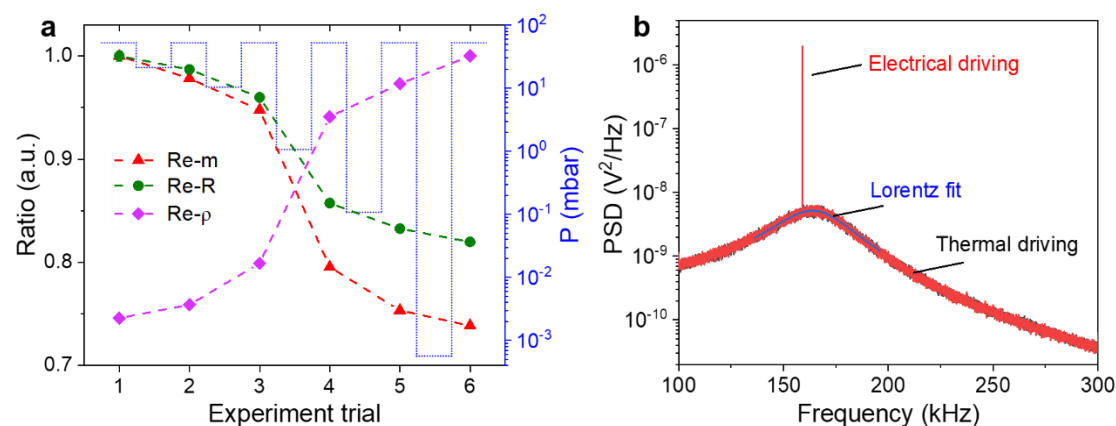 a
Ratio (a.u.)
1.0
0.9
0.8
0.7
Re-m
Re-R
Re-ρ
1 2 3 4 5 6
Experiment trial
10²
10¹
10⁰
10⁻¹
10⁻²
10⁻³
P (mbar)
b
PSD (V²/Hz)
10⁻⁶
10⁻⁷
10⁻⁸
10⁻⁹
10⁻¹⁰
Electrical driving
Lorentz fit
Thermal driving
100 150 200 250 300
Frequency (kHz)